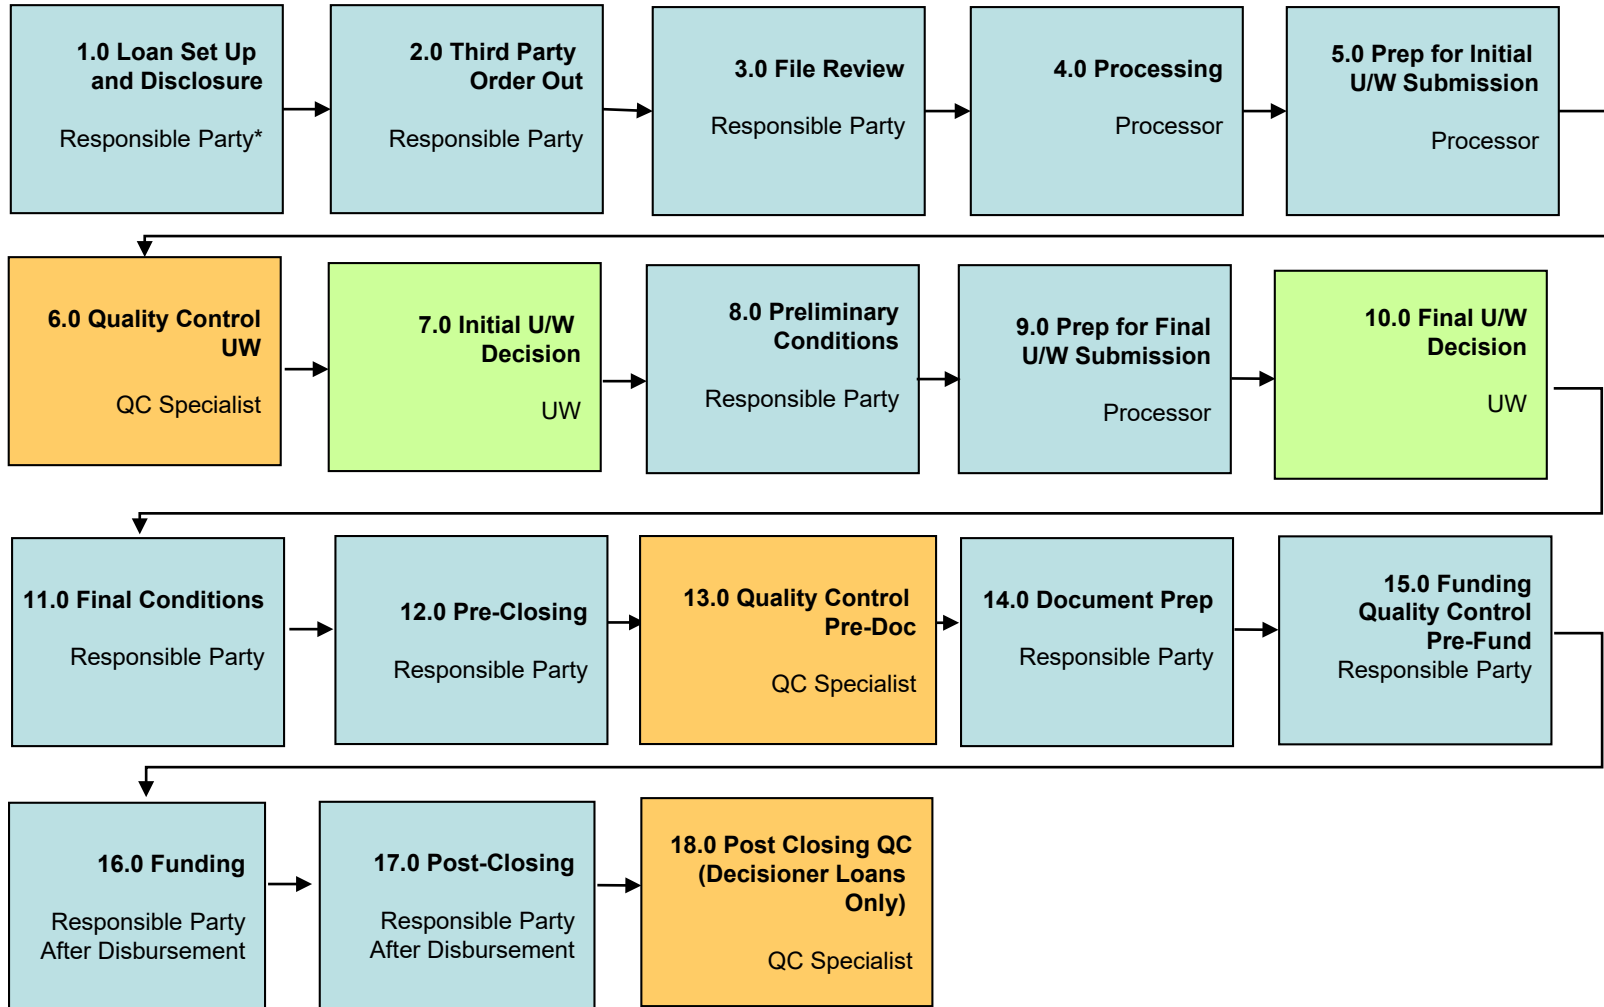 1.0 Loan Set Up
and Disclosure
Responsible Party*
2.0 Third Party
Order Out
Responsible Party
3.0 File Review
Responsible Party
4.0 Processing
Processor
5.0 Prep for Initial
U/W Submission
Processor
6.0 Quality Control
UW
QC Specialist
7.0 Initial U/W
Decision
UW
8.0 Preliminary
Conditions
Responsible Party
9.0 Prep for Final
U/W Submission
Processor
10.0 Final U/W
Decision
UW
11.0 Final Conditions
Responsible Party
12.0 Pre-Closing
Responsible Party
13.0 Quality Control
Pre-Doc
QC Specialist
14.0 Document Prep
Responsible Party
15.0 Funding
Quality Control
Pre-Fund
Responsible Party
16.0 Funding
Responsible Party
After Disbursement
17.0 Post-Closing
Responsible Party
After Disbursement
18.0 Post Closing QC
(Decisioner Loans
Only)
QC Specialist